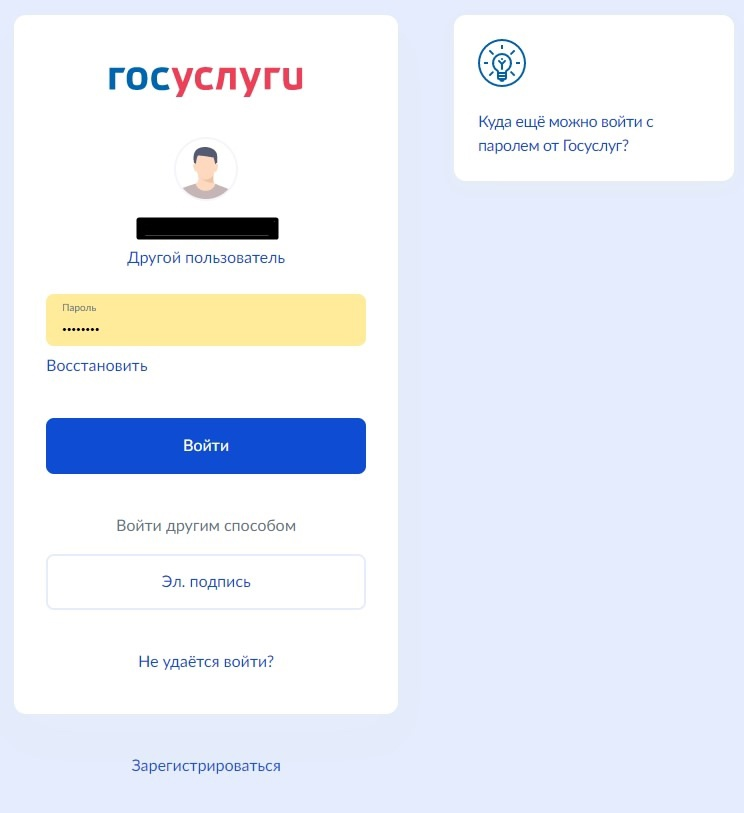 госуслуги
Другой пользователь
Пароль
Восстановить
Войти
Войти другим способом
Эл. подпись
Не удаётся войти?
Зарегистрироваться
Куда ещё можно войти с
паролем от Госуслуг?